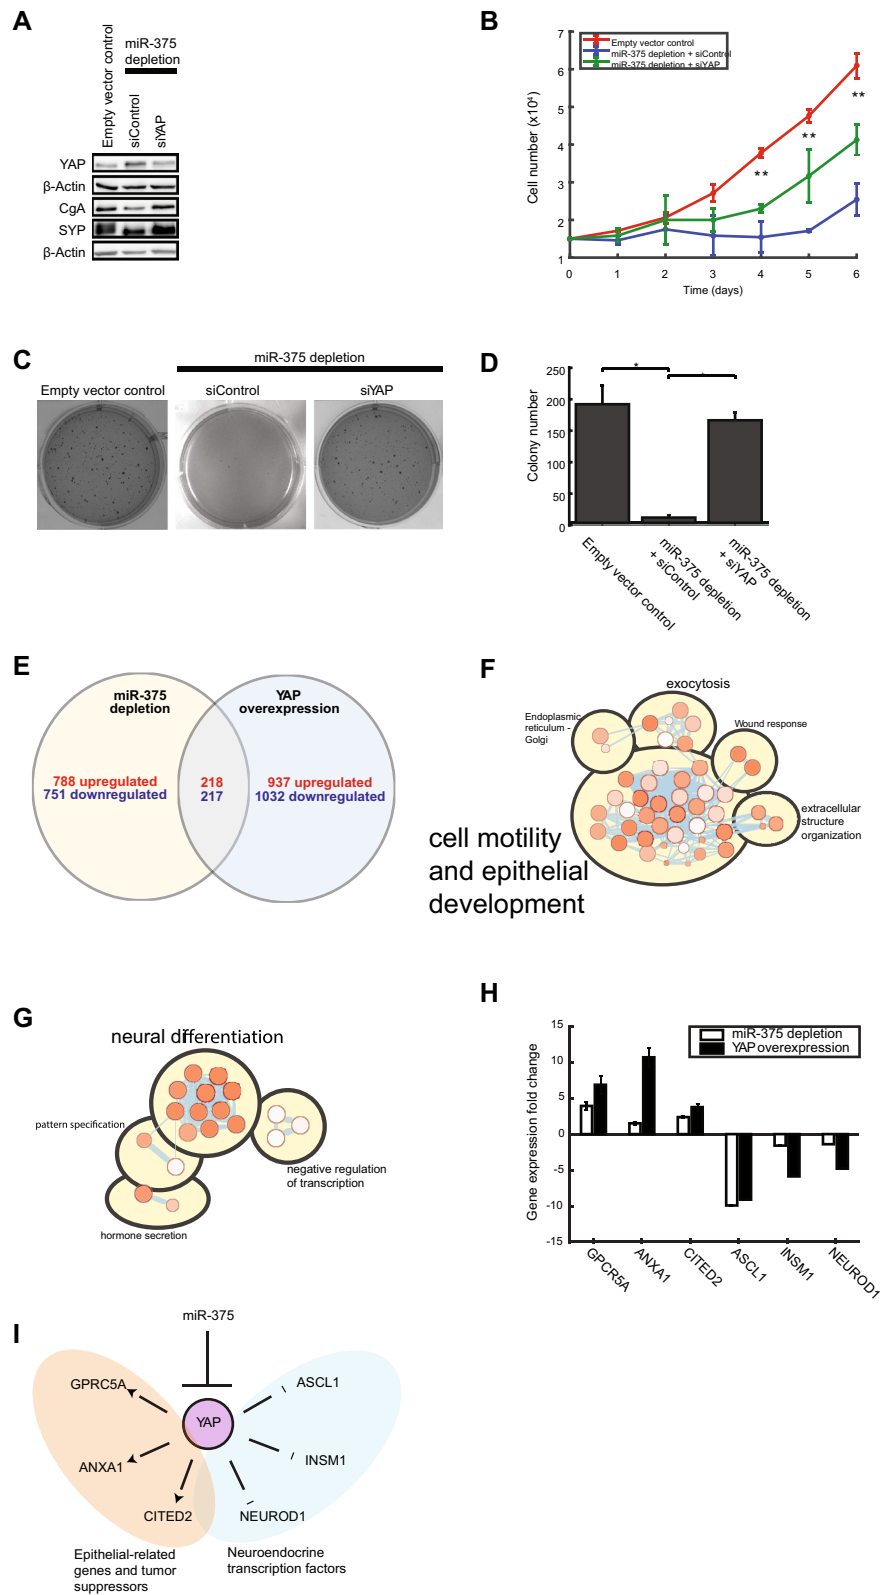 A
Empty vector control
miR-375
depletion
siControl
siYAP
YAP
β-Actin
CgA
SYP
β-Actin
B
Empty vector control
miR-375 depletion + siControl
miR-375 depletion + siYAP
Cell number (x10⁴)
7
6
5
4
3
2
1
**
**
**
0 1 2 3 4 5 6
Time (days)
C
miR-375 depletion
Empty vector control
siControl
siYAP
D
Colony number
250
200
150
100
50
0
*
*
Empty vector control
miR-375 depletion
+ siControl
miR-375 depletion
+ siYAP
E
miR-375
depletion
YAP
overexpression
788 upregulated
751 downregulated
218
217
937 upregulated
1032 downregulated
F
exocytosis
Endoplasmic
reticulum -
Golgi
Wound response
extracellular
structure
organization
cell motility
and epithelial
development
G
neural differentiation
pattern specification
negative regulation
of transcription
hormone secretion
H
miR-375 depletion
YAP overexpression
Gene expression fold change
15
10
5
0
-5
-10
-15
GPCR5A
ANXA1
CITED2
ASCL1
INSM1
NEUROD1
I
miR-375
GPRC5A
ASCL1
YAP
ANXA1
INSM1
CITED2
NEUROD1
Epithelial-related
genes and tumor
suppressors
Neuroendocrine
transcription factors